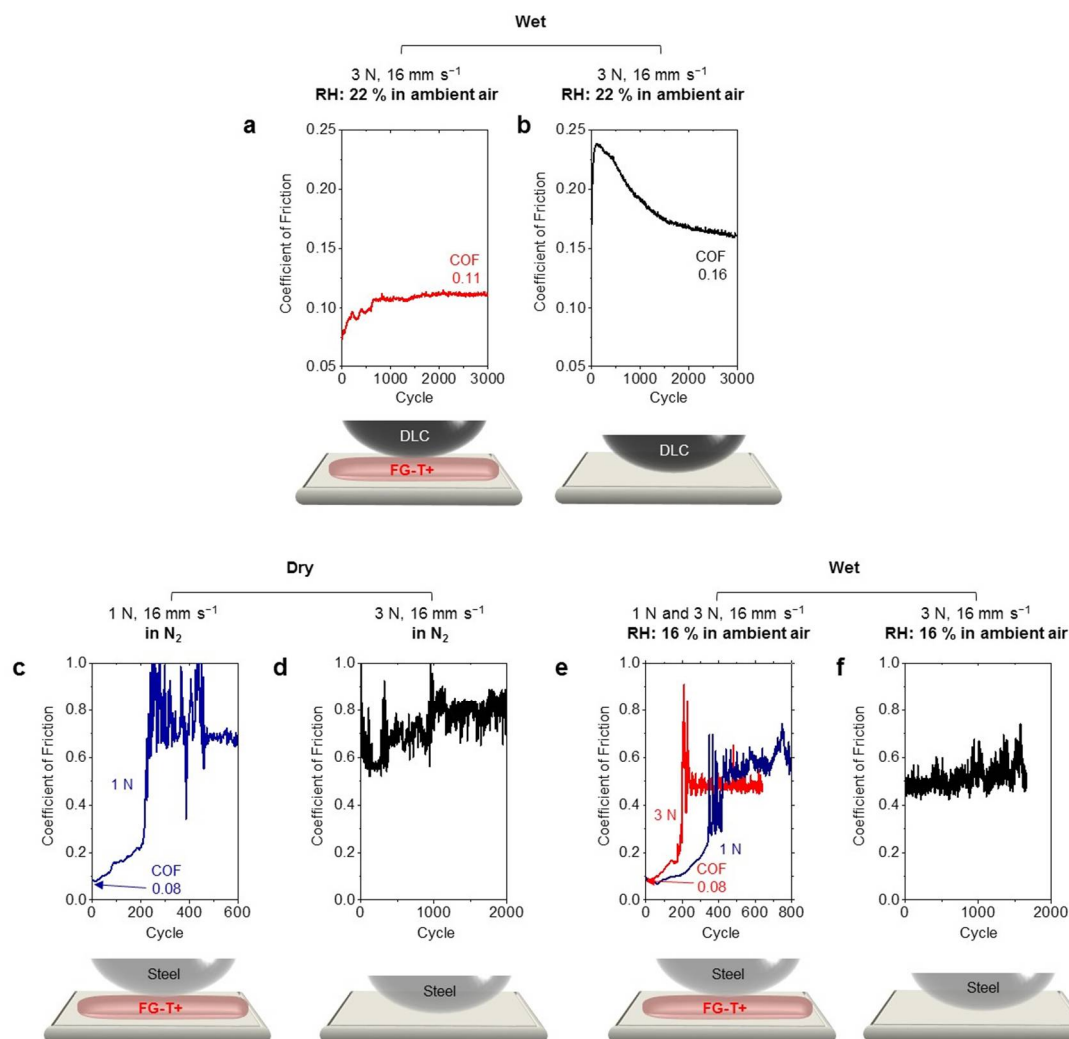 Wet
3 N, 16 mm s⁻¹
RH: 22 % in ambient air
3 N, 16 mm s⁻¹
RH: 22 % in ambient air
a
0.25
0.20
0.15
0.10
0.05
Coefficient of Friction
COF
0.11
0 1000 2000 3000
Cycle
DLC
FG-T+
b
0.25
0.20
0.15
0.10
0.05
Coefficient of Friction
COF
0.16
0 1000 2000 3000
Cycle
DLC
Dry
1 N, 16 mm s⁻¹
in N₂
3 N, 16 mm s⁻¹
in N₂
c
1.0
0.8
0.6
0.4
0.2
0.0
Coefficient of Friction
1 N
COF
0.08
0 200 400 600
Cycle
Steel
FG-T+
d
1.0
0.8
0.6
0.4
0.2
0.0
Coefficient of Friction
0 1000 2000
Cycle
Steel
Wet
1 N and 3 N, 16 mm s⁻¹
RH: 16 % in ambient air
3 N, 16 mm s⁻¹
RH: 16 % in ambient air
e
1.0
0.8
0.6
0.4
0.2
0.0
Coefficient of Friction
3 N
1 N
COF
0.08
0 200 400 600 800
Cycle
Steel
FG-T+
f
1.0
0.8
0.6
0.4
0.2
0.0
Coefficient of Friction
0 1000 2000
Cycle
Steel